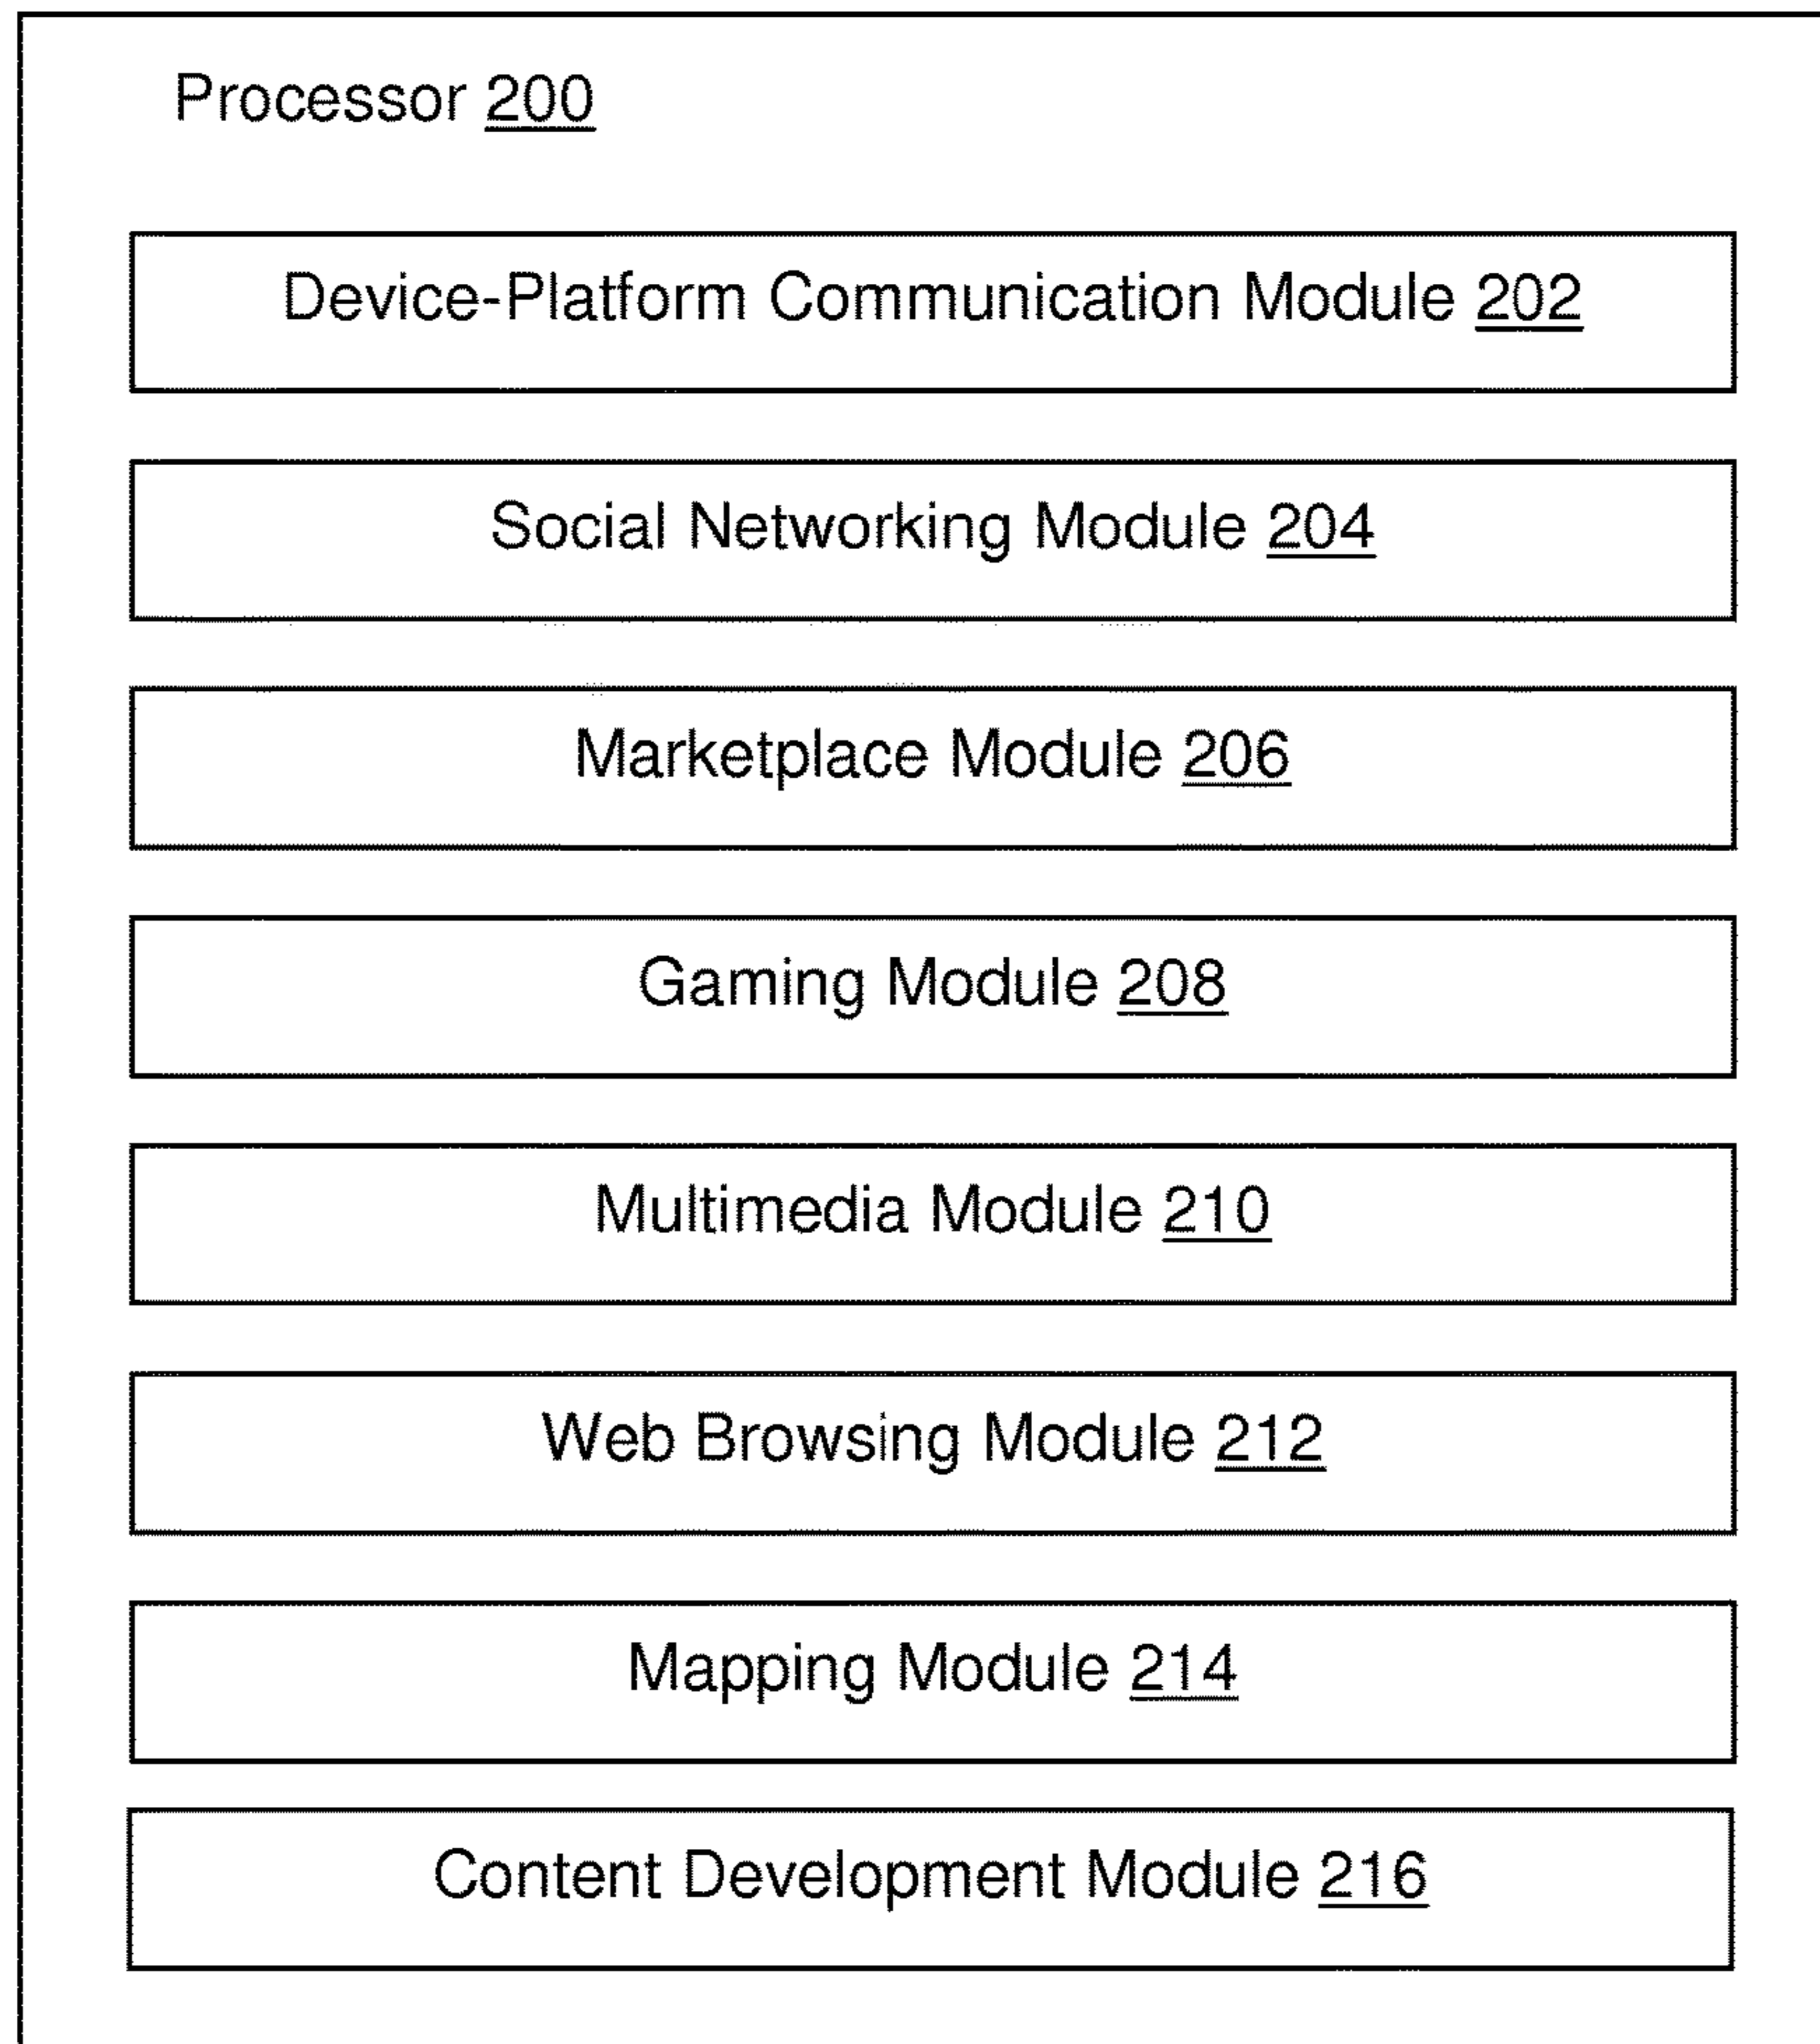 Processor 200
Device-Platform Communication Module 202
Social Networking Module 204
Marketplace Module 206
Gaming Module 208
Multimedia Module 210
Web Browsing Module 212
Mapping Module 214
Content Development Module 216